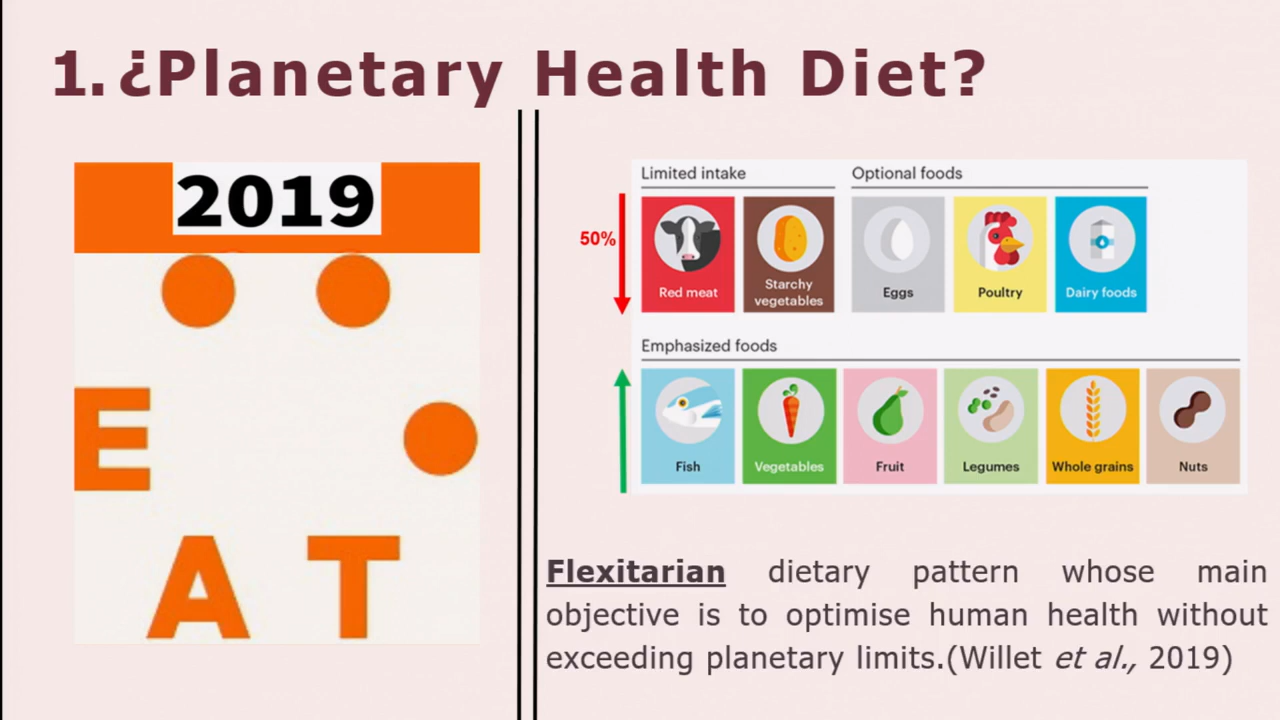 1. ¿Planetary Health Diet?
2019
E
A T
Limited intake
Optional foods
50%
Red meat
Starchy
vegetables
Eggs
Poultry
Dairy foods
Emphasized foods
Fish
Vegetables
Fruit
Legumes
Whole grains
Nuts
Flexitarian dietary pattern whose main
objective is to optimise human health without
exceeding planetary limits.(Willet et al., 2019)